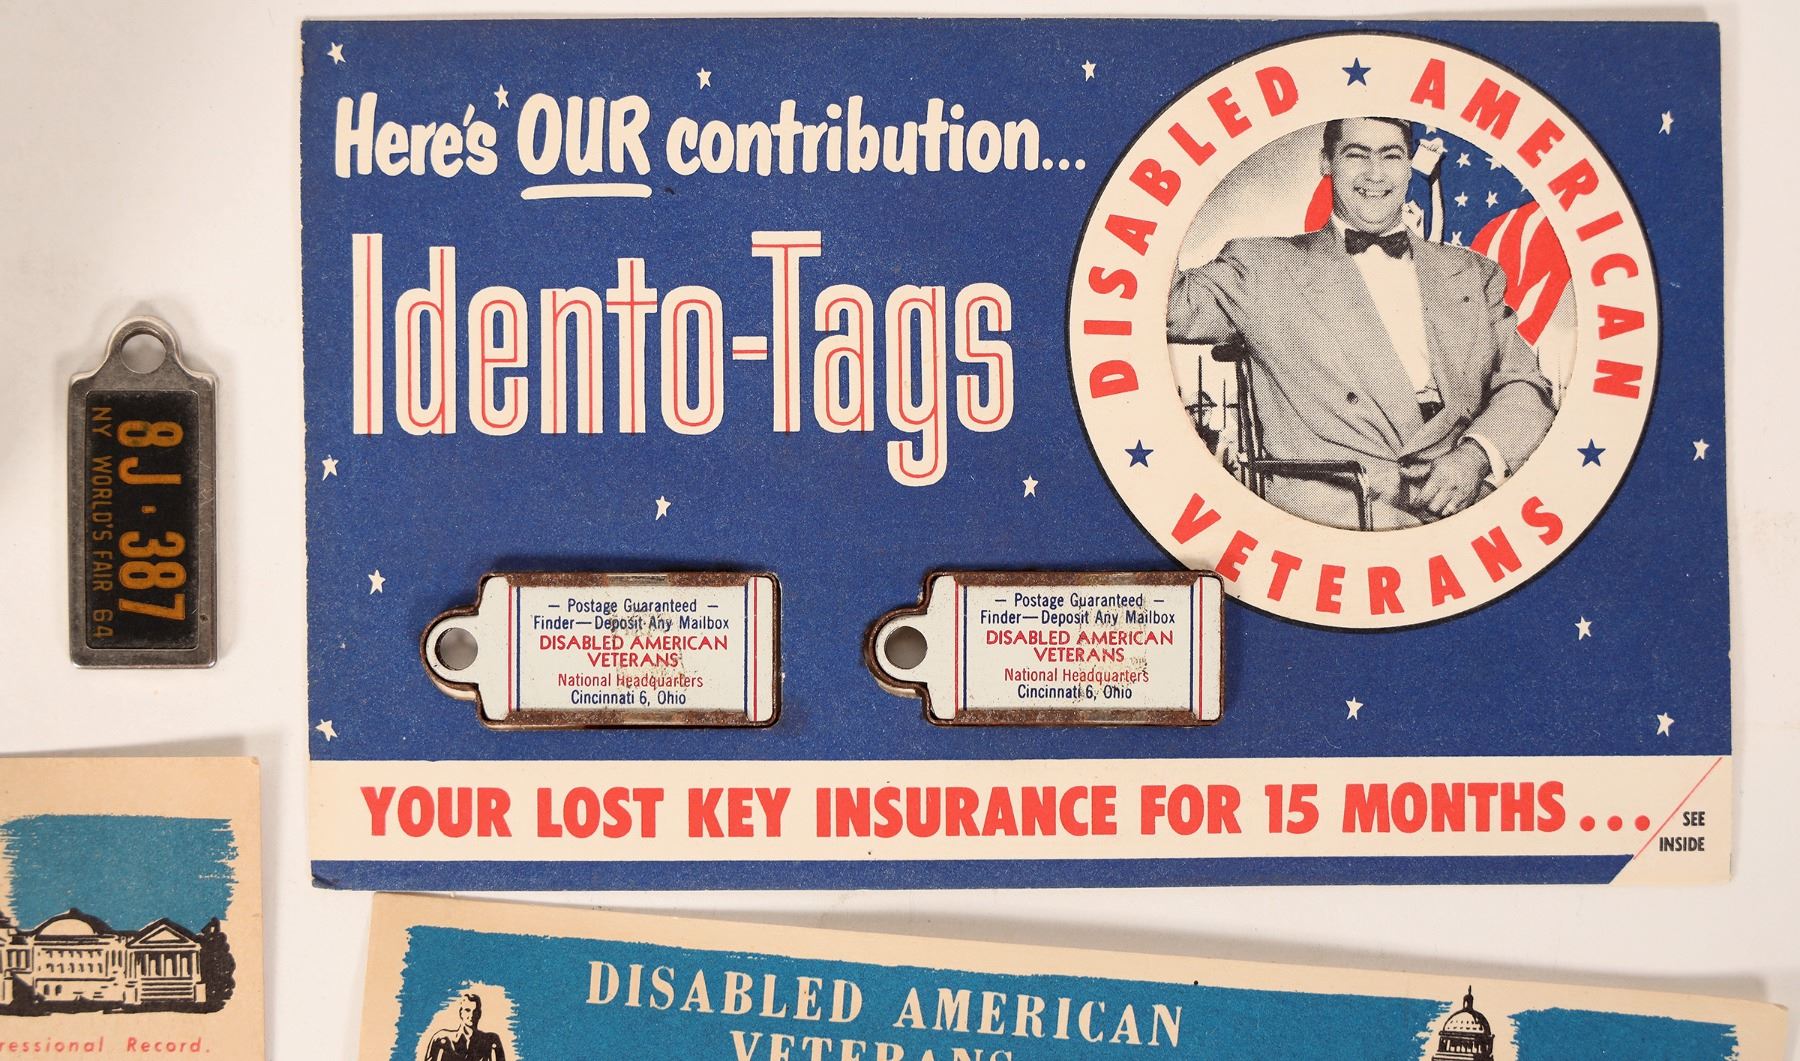 Here's OUR contribution...
Idento-Tags
DISABLED AMERICAN
VETERANS
— Postage Guaranteed —
Finder—Deposit Any Mailbox
DISABLED AMERICAN
VETERANS
National Headquarters
Cincinnati 6, Ohio
— Postage Guaranteed —
Finder—Deposit Any Mailbox
DISABLED AMERICAN
VETERANS
National Headquarters
Cincinnati 6, Ohio
YOUR LOST KEY INSURANCE FOR 15 MONTHS...
SEE
INSIDE
8J·387
NY WORLD'S FAIR 64
Record.
DISABLED AMERICAN
VETERANS